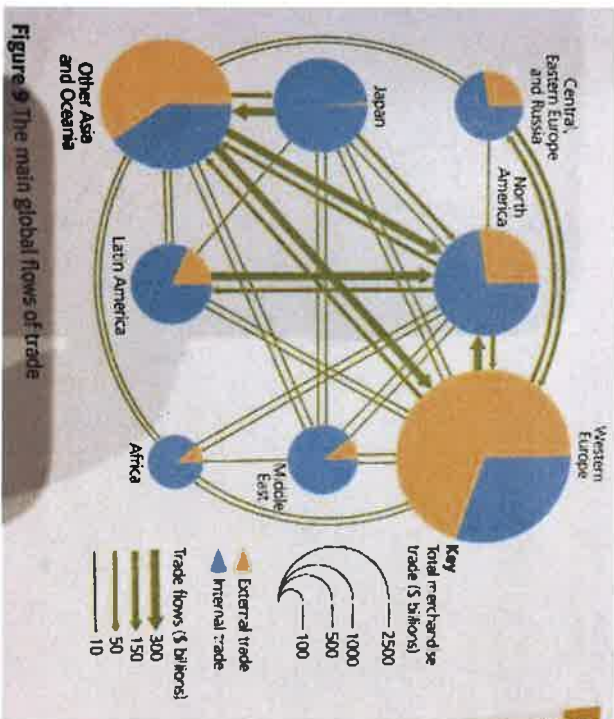 Central,
Eastern Europe
and Russia
Western
Europe
North
America
Japan
Key
Total merchandise
trade ($ billions)
2500
1000
500
100
External trade
Internal trade
Middle
East
Other Asia
and Oceania
Latin America
Africa
Trade flows ($ billions)
300
150
50
10
Figure 9 The main global flows of trade